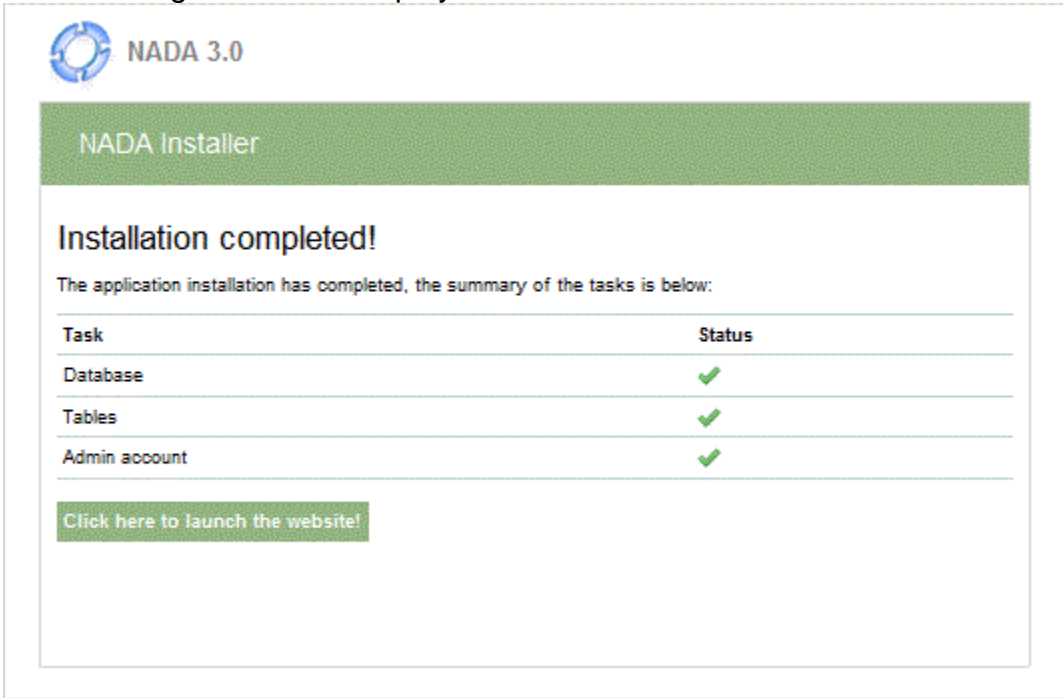 NADA 3.0
NADA Installer
Installation completed!
The application installation has completed, the summary of the tasks is below:
Task Status
Database
Tables
Admin account
Click here to launch the website!